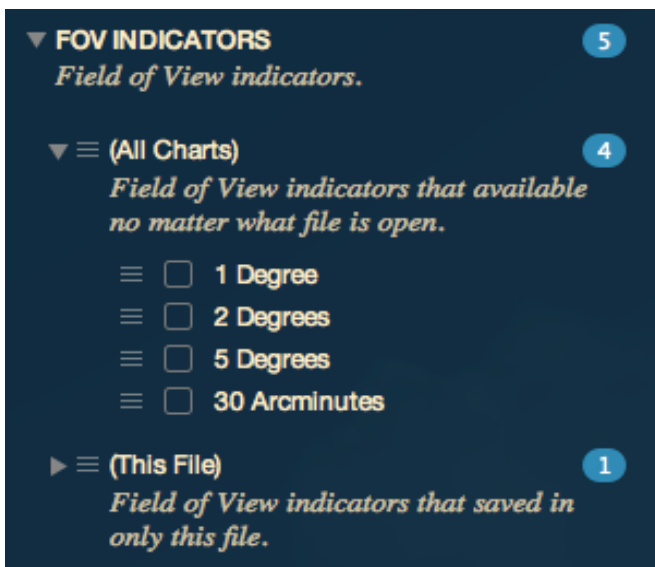 FOV INDICATORS 5
Field of View indicators.
(All Charts) 4
Field of View indicators that available
no matter what file is open.
1 Degree
2 Degrees
5 Degrees
30 Arcminutes
(This File) 1
Field of View indicators that saved in
only this file.